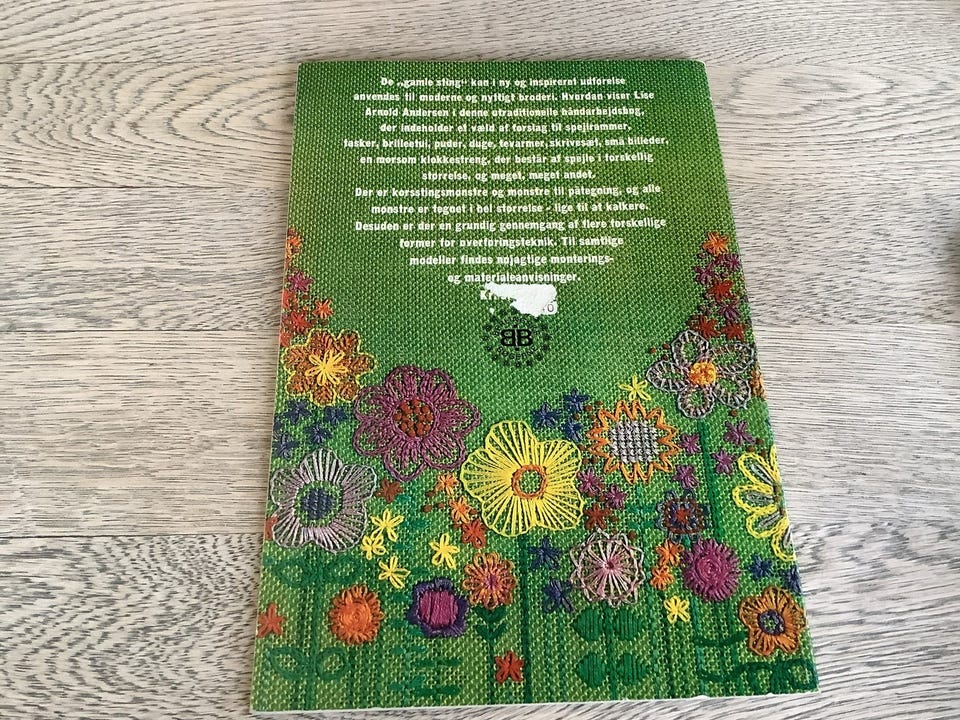 De „gamle sting“ kan i ny og inspireret udførelse
anvendes til moderne og nyttigt broderi. Hvordan viser Lise
Arnold Andersen i denne utraditionelle håndarbejdsbog,
der indeholder et væld af forslag til spejlrammer,
tasker, brilleetui, puder, duge, tevarmer, skrivesæt, små billeder,
en morsom klokkestreng, der består af spejle i forskellig
størrelse, og meget, meget andet.
Der er korsstingsmønstre og mønstre til påtegning, og alle
mønstre er tegnet i hel størrelse - lige til at kalkere.
Desuden er der en grundig gennemgang af flere forskellige
former for overføringsteknik. Til samtlige
modeller findes nøjagtige monterings-
og materialeanvisninger.
BB